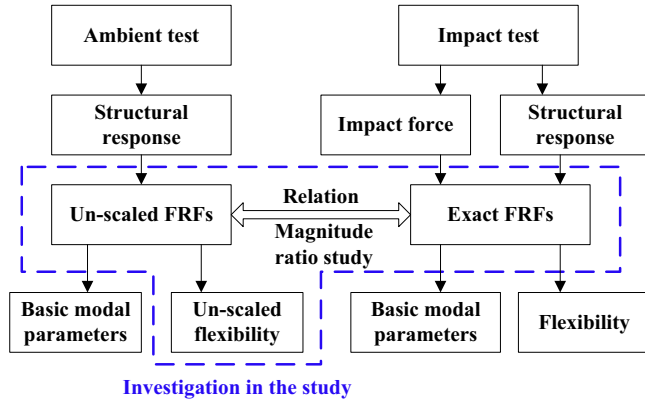 Ambient test
Impact test
Structural
response
Impact force
Structural
response
Un-scaled FRFs
Relation
Magnitude
ratio study
Exact FRFs
Basic modal
parameters
Un-scaled
flexibility
Basic modal
parameters
Flexibility
Investigation in the study